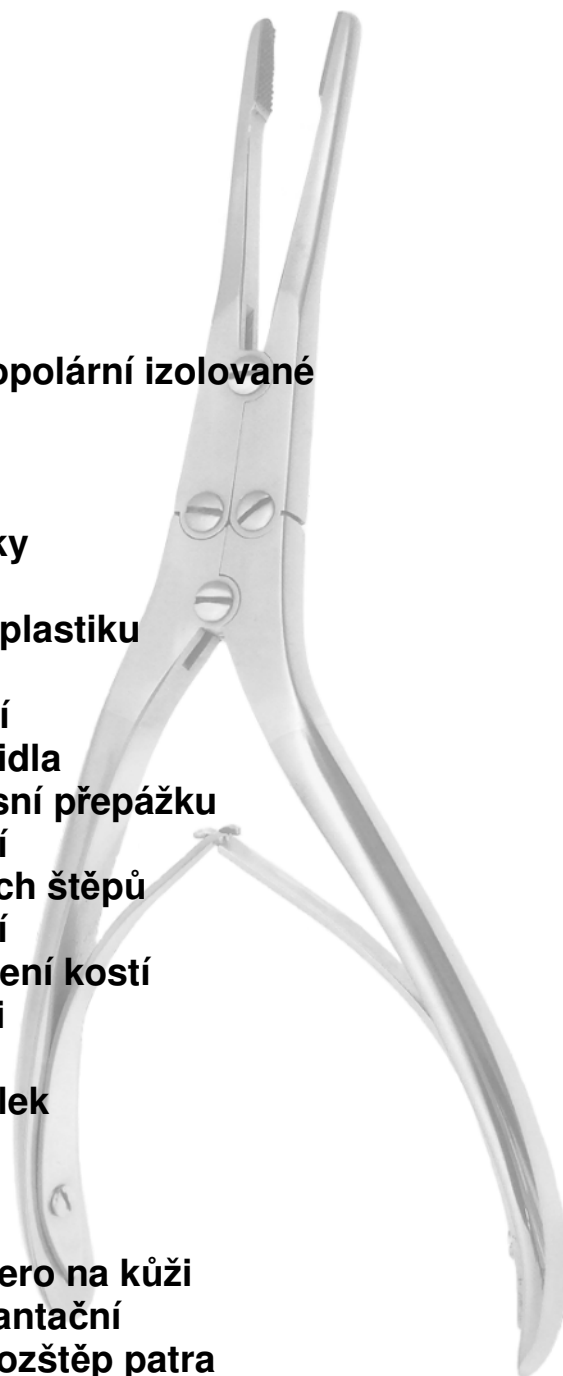 opolární izolované
ky
plastiku
í
idla
sní přepážku
í
ch štěpů
í
ení kostí
i
lek
ero na kůži
antační
ozštěp patra